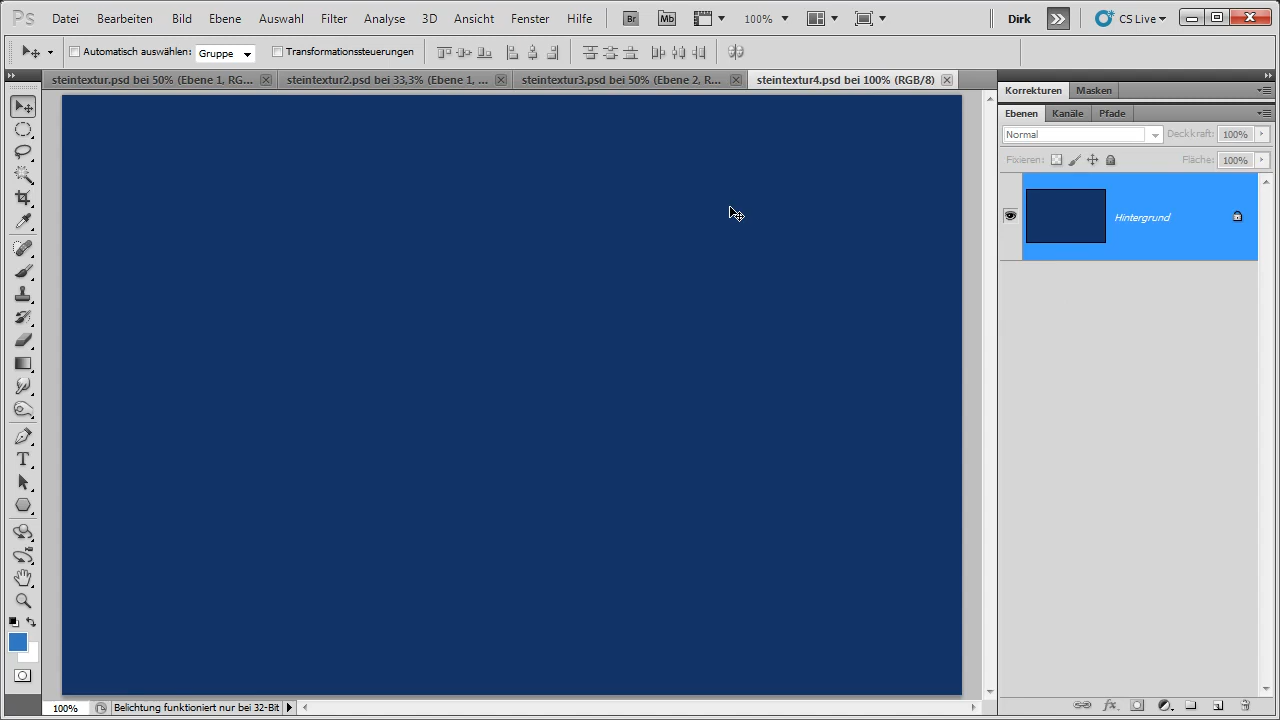 Ps Datei Bearbeiten Bild Ebene Auswahl Filter Analyse 3D Ansicht Fenster Hilfe Br Mb 100% Dirk CS Live
Automatisch auswählen: Gruppe Transformationssteuerungen
steintextur.psd bei 50% (Ebene 1, RG... steintextur2.psd bei 33,3% (Ebene 1, ... steintextur3.psd bei 50% (Ebene 2, R... steintextur4.psd bei 100% (RGB/8)
Korrekturen Masken
Ebenen Kanäle Pfade
Normal Deckkraft: 100%
Fixieren: Fläche: 100%
Hintergrund
T
fx
100% Belichtung funktioniert nur bei 32-Bit